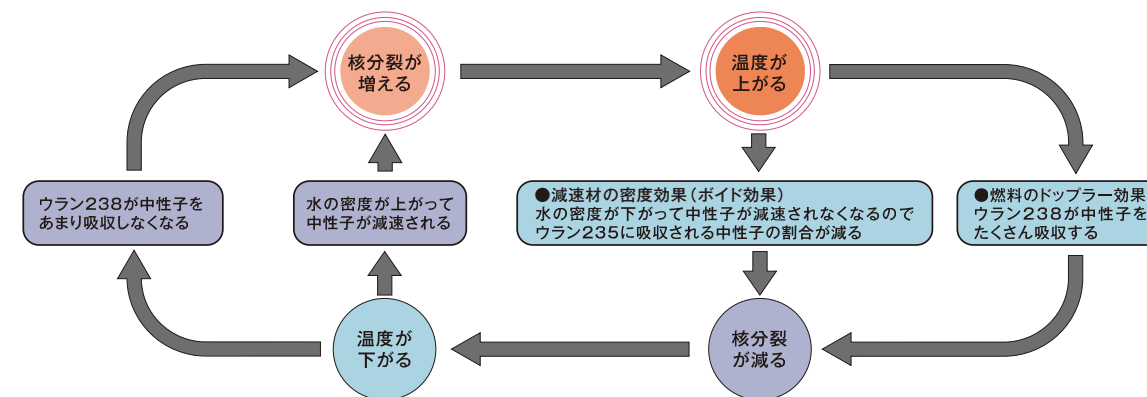 核分裂が
増える
温度が
上がる
ウラン238が中性子を
あまり吸収しなくなる
水の密度が上がって
中性子が減速される
●減速材の密度効果（ボイド効果）
水の密度が下がって中性子が減速されなくなるので
ウラン235に吸収される中性子の割合が減る
●燃料のドップラー効果
ウラン238が中性子を
たくさん吸収する
温度が
下がる
核分裂
が減る